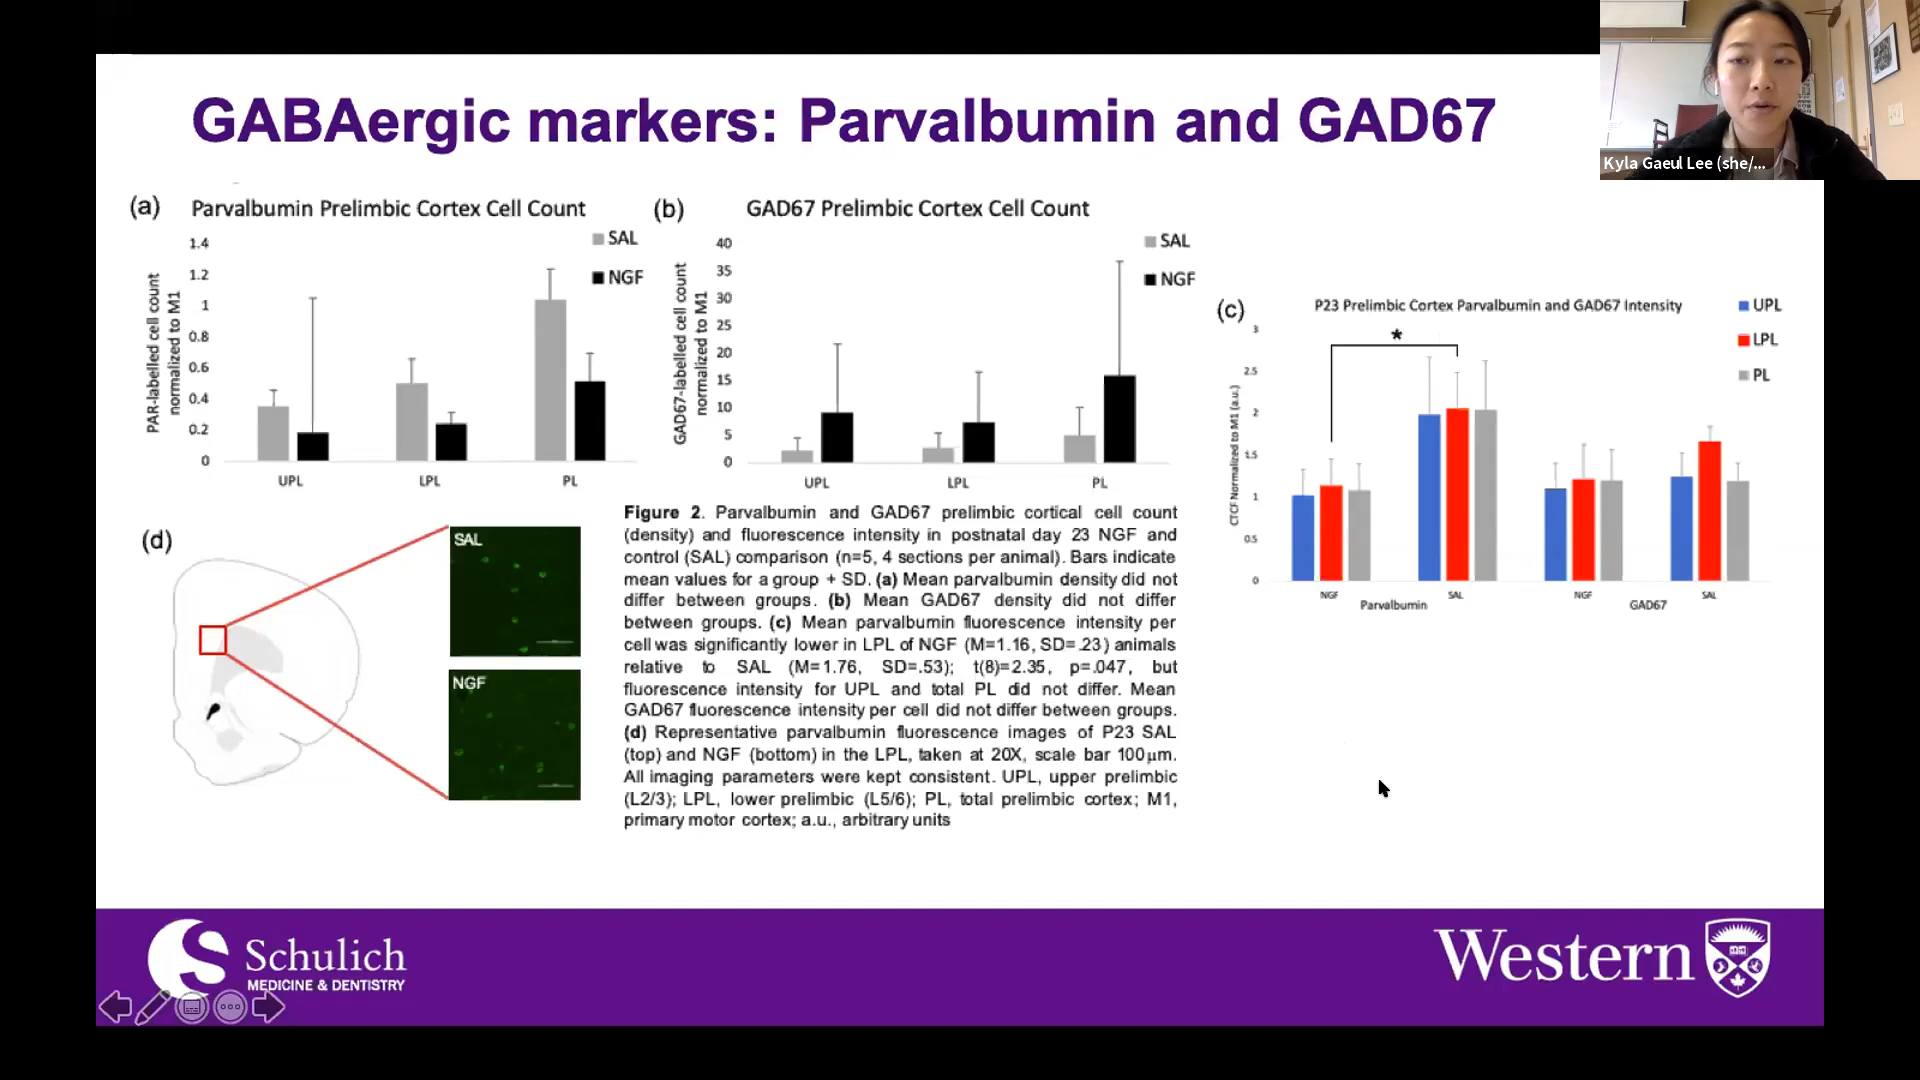 GABAergic markers: Parvalbumin and GAD67
Kyla Gaeul Lee (she/...
(a) Parvalbumin Prelimbic Cortex Cell Count
SAL
NGF
PAR-labelled cell count
normalized to M1
1.4
1.2
1
0.8
0.6
0.4
0.2
0
UPL LPL PL
(b) GAD67 Prelimbic Cortex Cell Count
SAL
NGF
GAD67-labelled cell count
normalized to M1
40
35
30
25
20
15
10
5
0
UPL LPL PL
(c) P23 Prelimbic Cortex Parvalbumin and GAD67 Intensity
UPL
LPL
PL
*
CTCF Normalized to M1 (a.u.)
3
2.5
2
1.5
1
0.5
0
NGF SAL NGF SAL
Parvalbumin GAD67
(d)
SAL
NGF
Figure 2. Parvalbumin and GAD67 prelimbic cortical cell count
(density) and fluorescence intensity in postnatal day 23 NGF and
control (SAL) comparison (n=5, 4 sections per animal). Bars indicate
mean values for a group + SD. (a) Mean parvalbumin density did not
differ between groups. (b) Mean GAD67 density did not differ
between groups. (c) Mean parvalbumin fluorescence intensity per
cell was significantly lower in LPL of NGF (M=1.16, SD=.23) animals
relative to SAL (M=1.76, SD=.53); t(8)=2.35, p=.047, but
fluorescence intensity for UPL and total PL did not differ. Mean
GAD67 fluorescence intensity per cell did not differ between groups.
(d) Representative parvalbumin fluorescence images of P23 SAL
(top) and NGF (bottom) in the LPL, taken at 20X, scale bar 100μm.
All imaging parameters were kept consistent. UPL, upper prelimbic
(L2/3); LPL, lower prelimbic (L5/6); PL, total prelimbic cortex; M1,
primary motor cortex; a.u., arbitrary units
Schulich
MEDICINE & DENTISTRY
Western